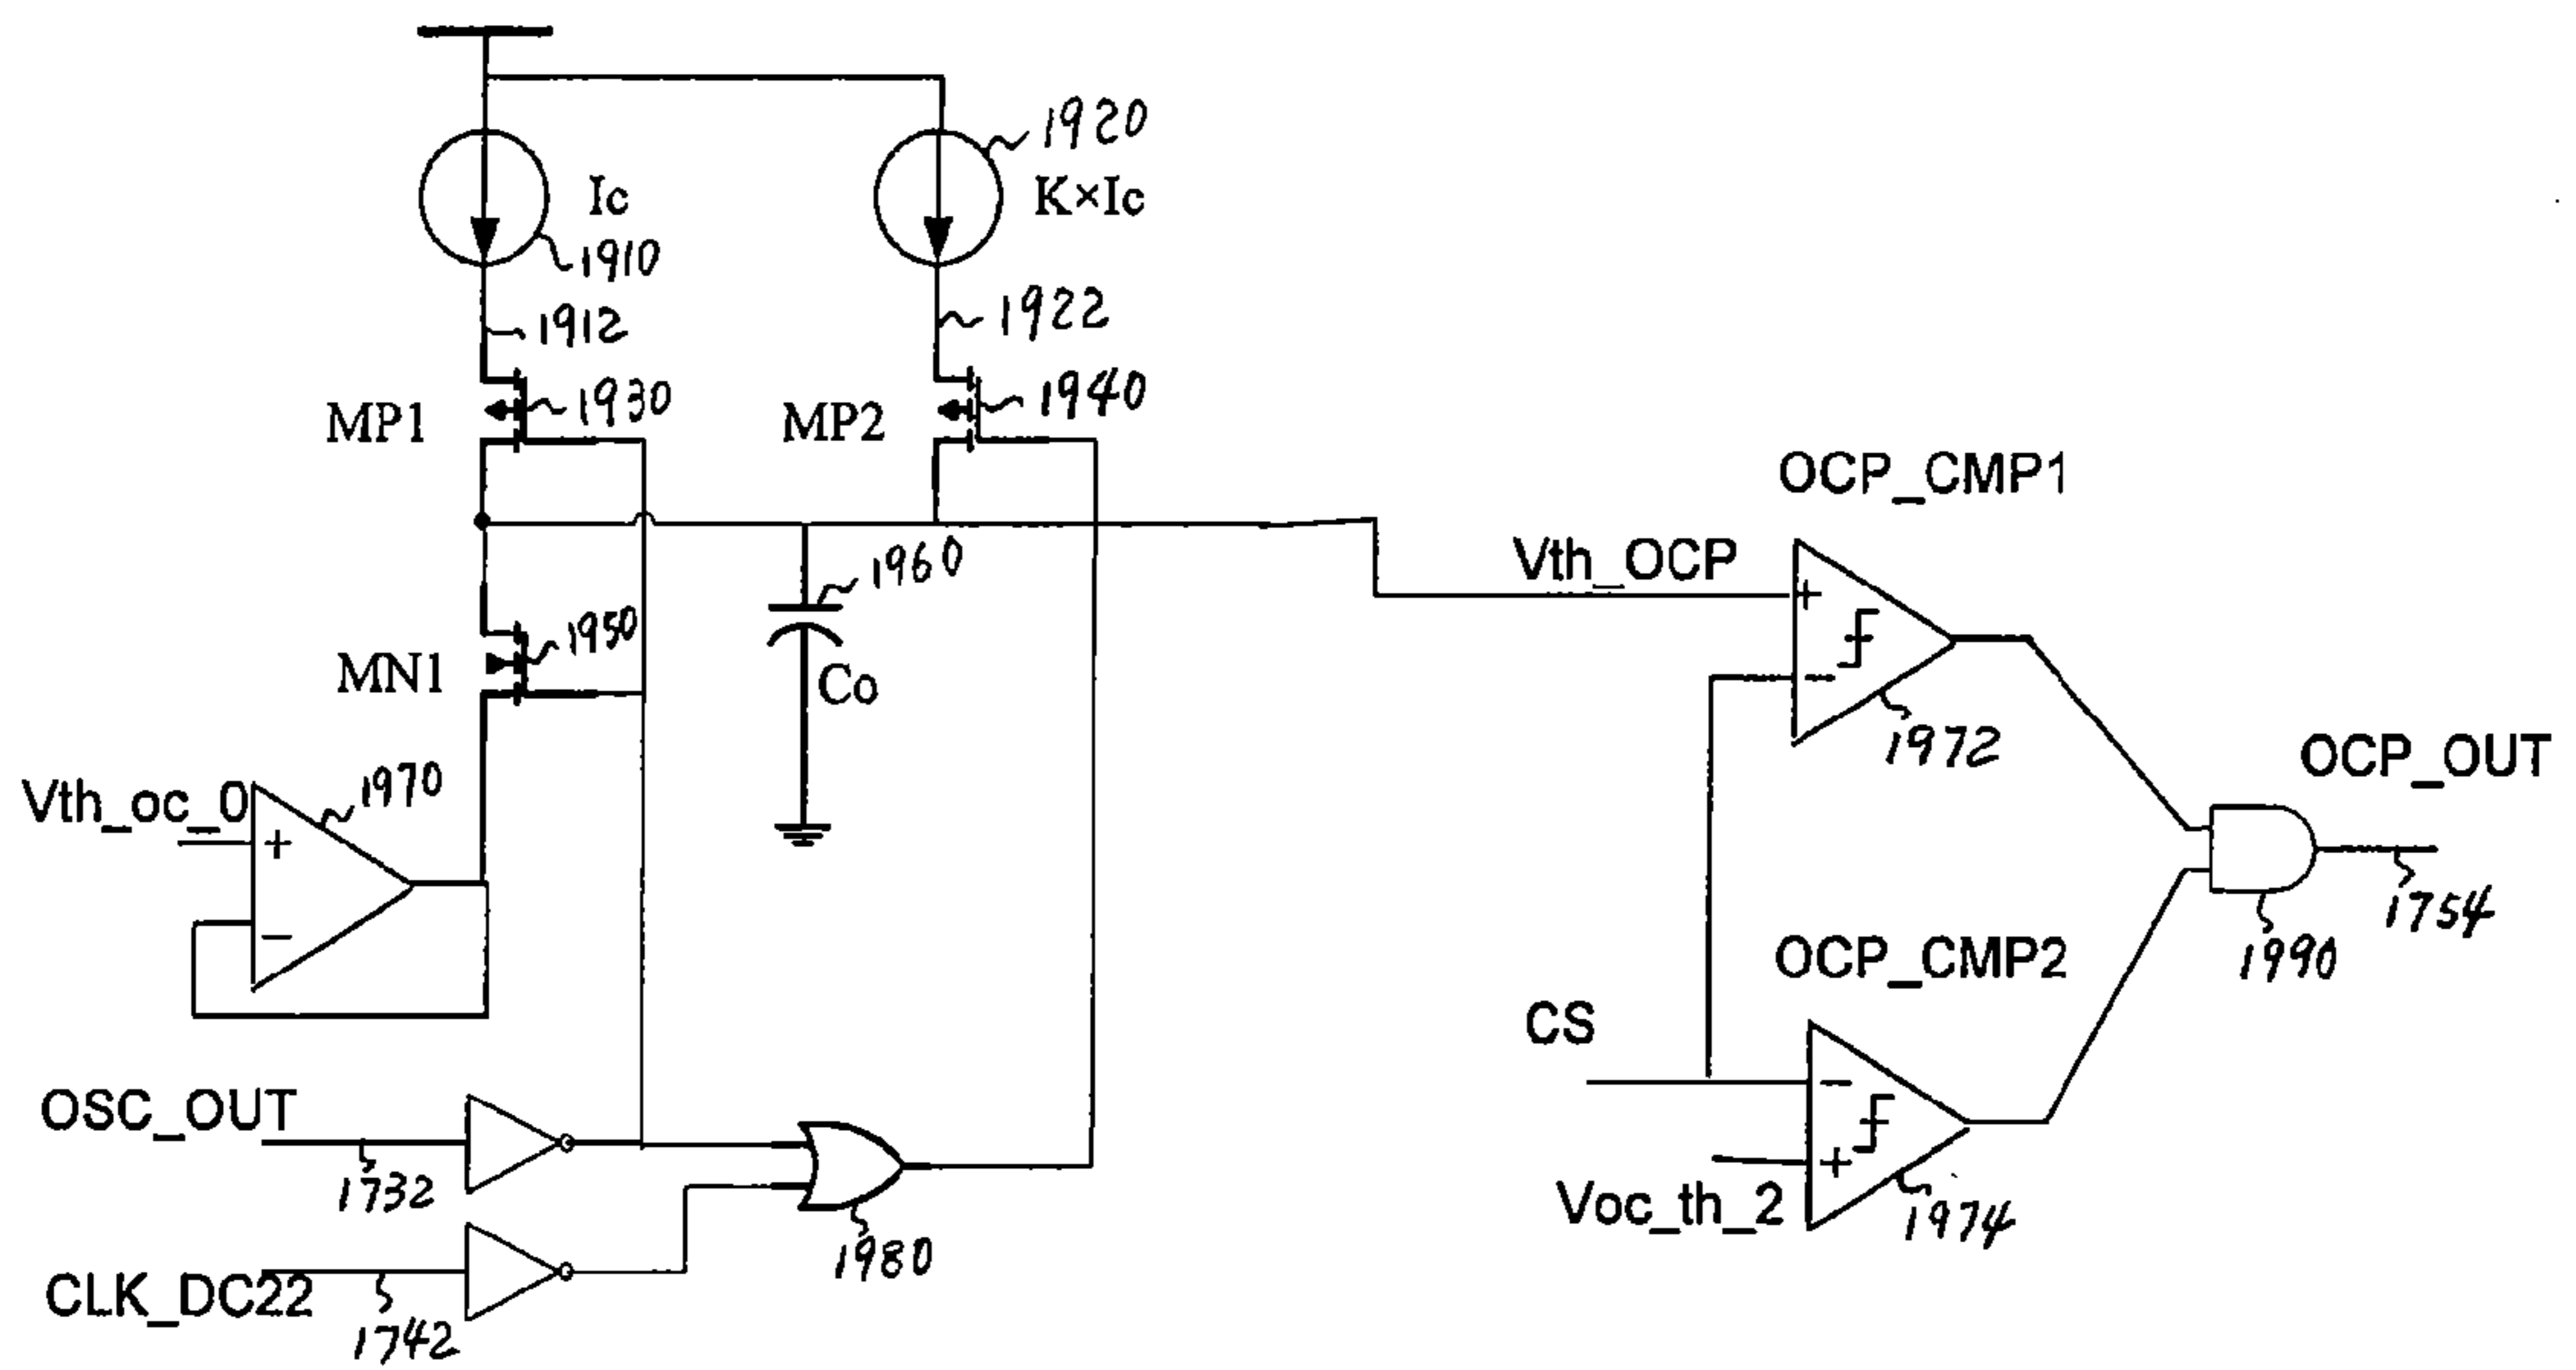 1920
Ic
K×Ic
1910
1912
1922
MP1
1930
MP2
1940
OCP_CMP1
Vth_OCP
+
1960
1950
MN1
Co
−
1972
OCP_OUT
Vth_oc_0
1970
+
−
1754
1990
OCP_CMP2
CS
−
OSC_OUT
1732
+
Voc_th_2
1974
1980
CLK_DC22
1742